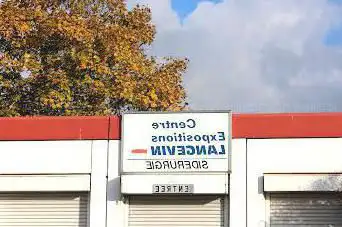 Centre
Expositions
LANGEVIN
SIDERURGIE
ENTREE